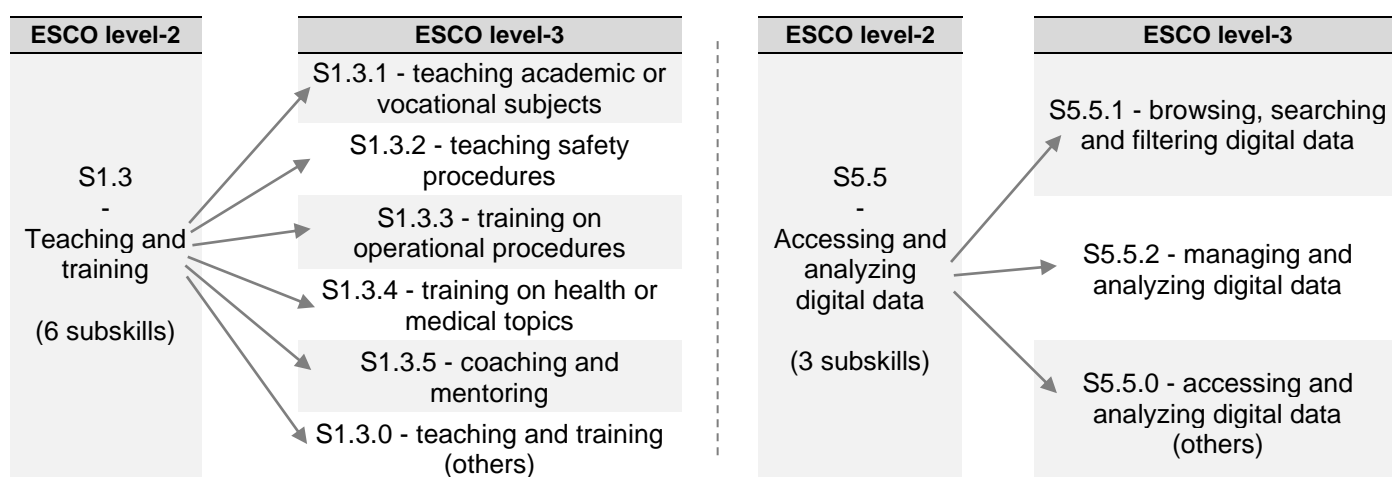 ESCO level-2
ESCO level-3
S1.3
-
Teaching and
training
(6 subskills)
S1.3.1 - teaching academic or
vocational subjects
S1.3.2 - teaching safety
procedures
S1.3.3 - training on
operational procedures
S1.3.4 - training on health or
medical topics
S1.3.5 - coaching and
mentoring
S1.3.0 - teaching and training
(others)
ESCO level-2
ESCO level-3
S5.5
-
Accessing and
analyzing
digital data
(3 subskills)
S5.5.1 - browsing, searching
and filtering digital data
S5.5.2 - managing and
analyzing digital data
S5.5.0 - accessing and
analyzing digital data
(others)